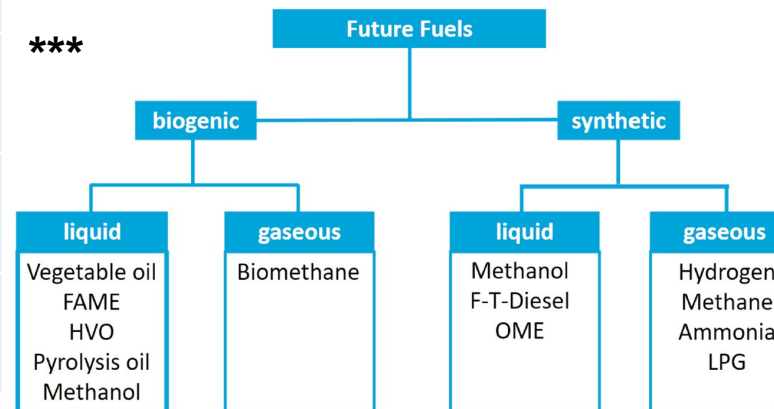 ***
Future Fuels
biogenic
synthetic
liquid
Vegetable oil
FAME
HVO
Pyrolysis oil
Methanol
gaseous
Biomethane
liquid
Methanol
F-T-Diesel
OME
gaseous
Hydrogen
Methane
Ammonia
LPG